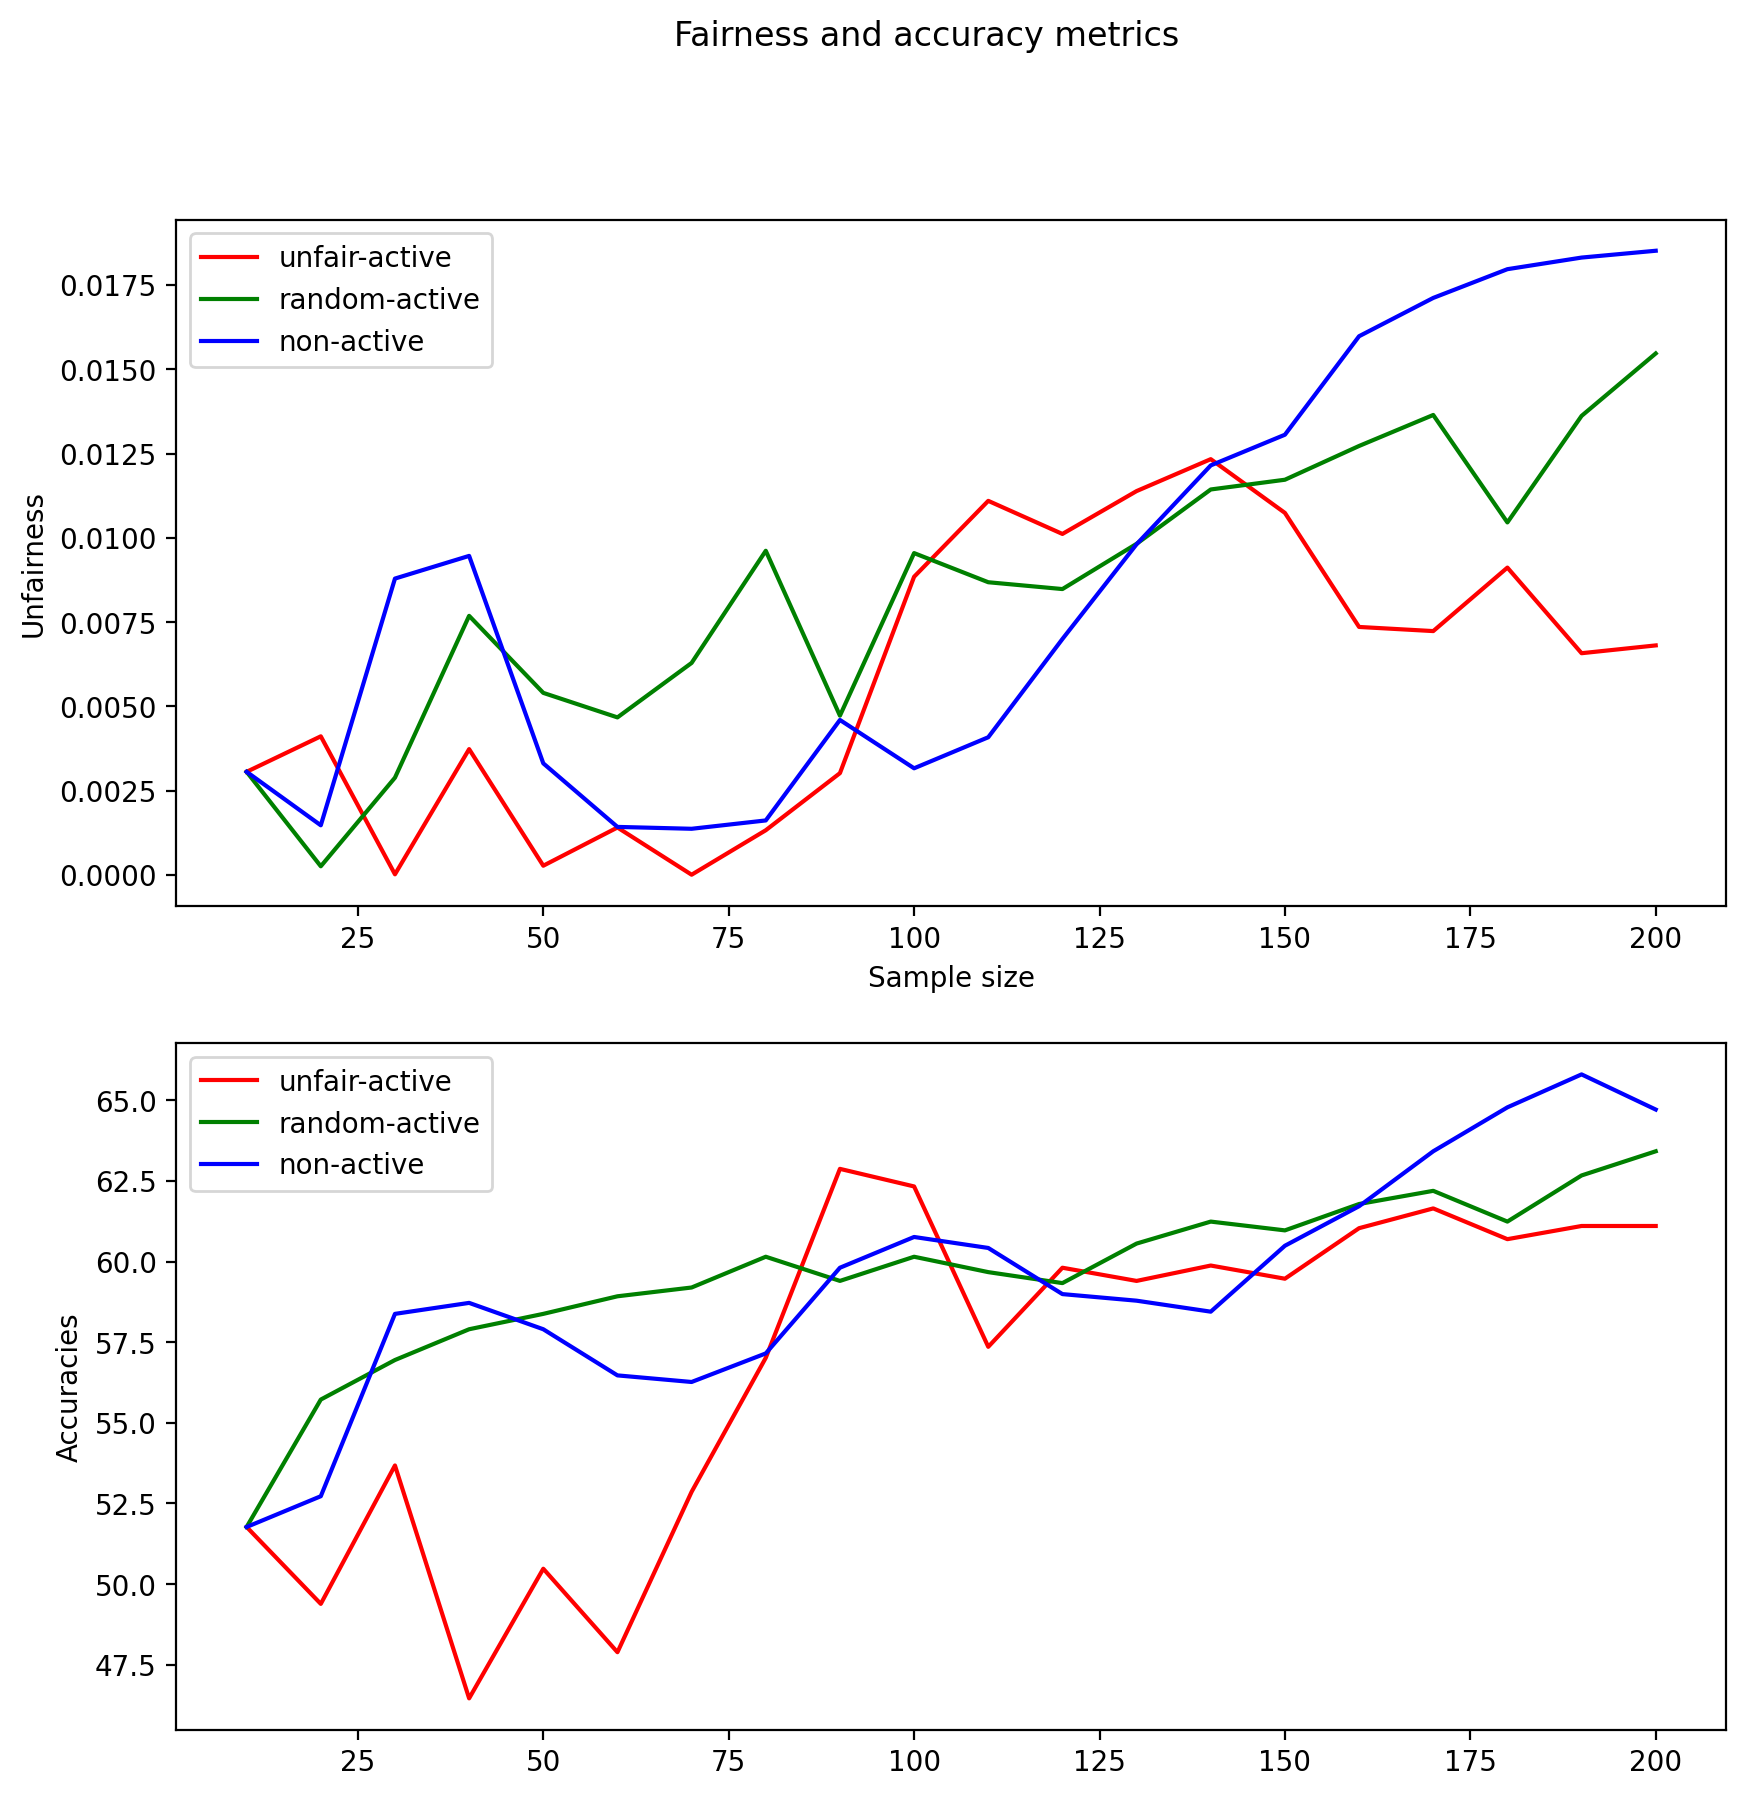 Fairness and accuracy metrics
unfair-active
random-active
non-active
0.0175
0.0150
0.0125
0.0100
0.0075
0.0050
0.0025
0.0000
Unfairness
25 50 75 100 125 150 175 200
Sample size
unfair-active
random-active
non-active
65.0
62.5
60.0
57.5
55.0
52.5
50.0
47.5
Accuracies
25 50 75 100 125 150 175 200